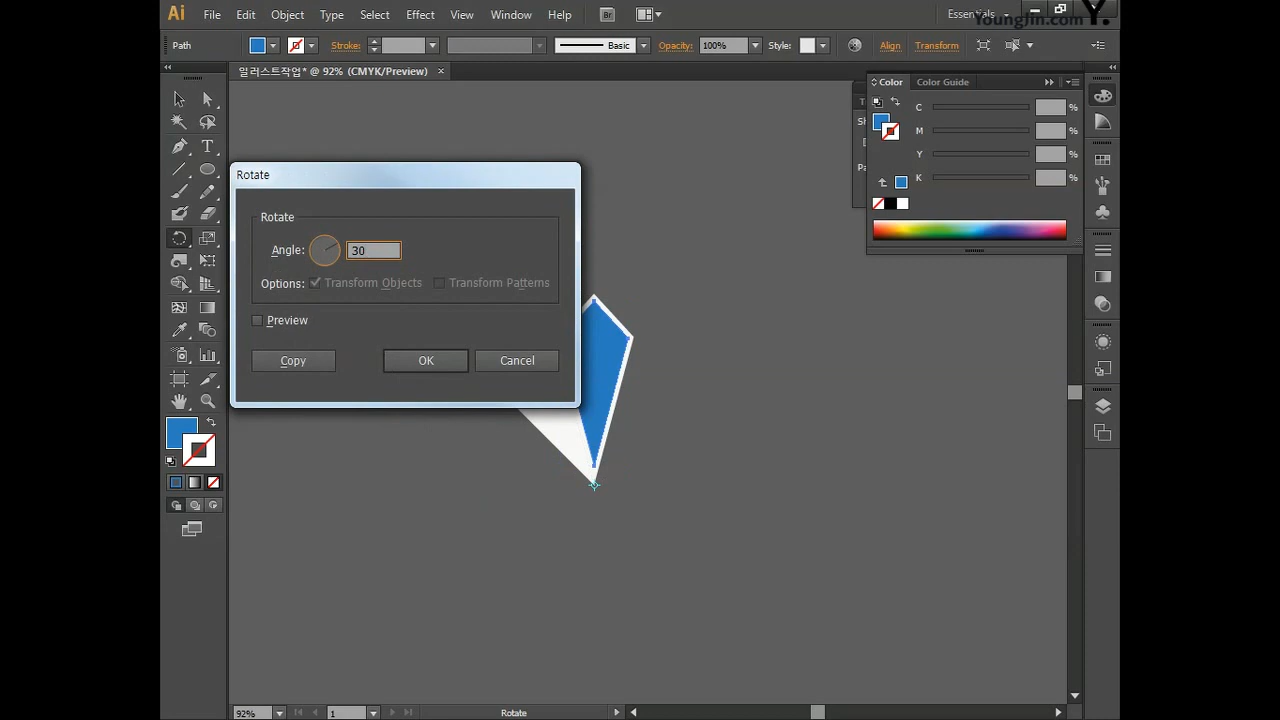 Ai File Edit Object Type Select Effect View Window Help Br Essentials
YoungJin.com Y.
Path Stroke: Basic Opacity: 100% Style: Align Transform
일러스트작업* @ 92% (CMYK/Preview) ×
Color Color Guide
C %
M %
Y %
K %
Rotate
Rotate
Angle: 30
Options: Transform Objects Transform Patterns
Preview
Copy OK Cancel
92% 1 Rotate